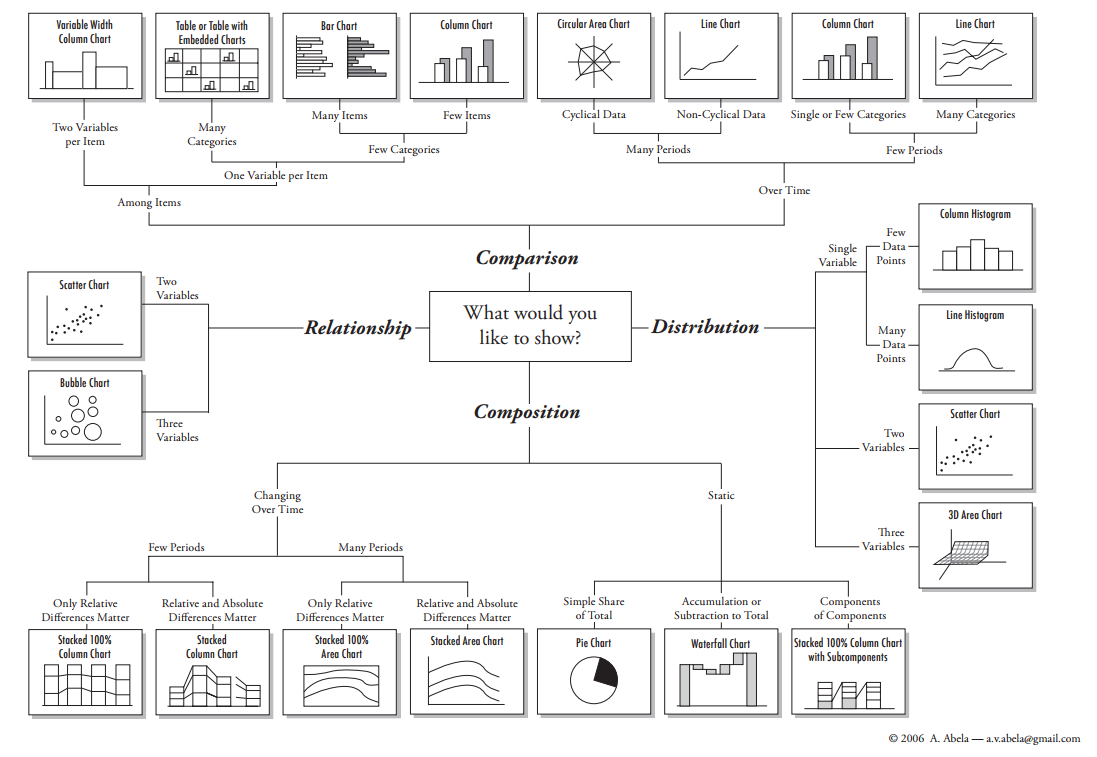 Variable Width
Column Chart
Table or Table with
Embedded Charts
Bar Chart
Column Chart
Circular Area Chart
Line Chart
Column Chart
Line Chart
Two Variables
per Item
Many
Categories
Many Items
Few Items
Cyclical Data
Non-Cyclical Data
Single or Few Categories
Many Categories
Few Categories
Many Periods
Few Periods
One Variable per Item
Over Time
Among Items
Comparison
What would you
like to show?
Relationship
Two
Variables
Scatter Chart
Three
Variables
Bubble Chart
Distribution
Single
Variable
Few
Data
Points
Column Histogram
Many
Data
Points
Line Histogram
Two
Variables
Scatter Chart
Three
Variables
3D Area Chart
Composition
Changing
Over Time
Static
Few Periods
Many Periods
Only Relative
Differences Matter
Relative and Absolute
Differences Matter
Only Relative
Differences Matter
Relative and Absolute
Differences Matter
Simple Share
of Total
Accumulation or
Subtraction to Total
Components
of Components
Stacked 100%
Column Chart
Stacked
Column Chart
Stacked 100%
Area Chart
Stacked Area Chart
Pie Chart
Waterfall Chart
Stacked 100% Column Chart
with Subcomponents
© 2006 A. Abela — a.v.abela@gmail.com